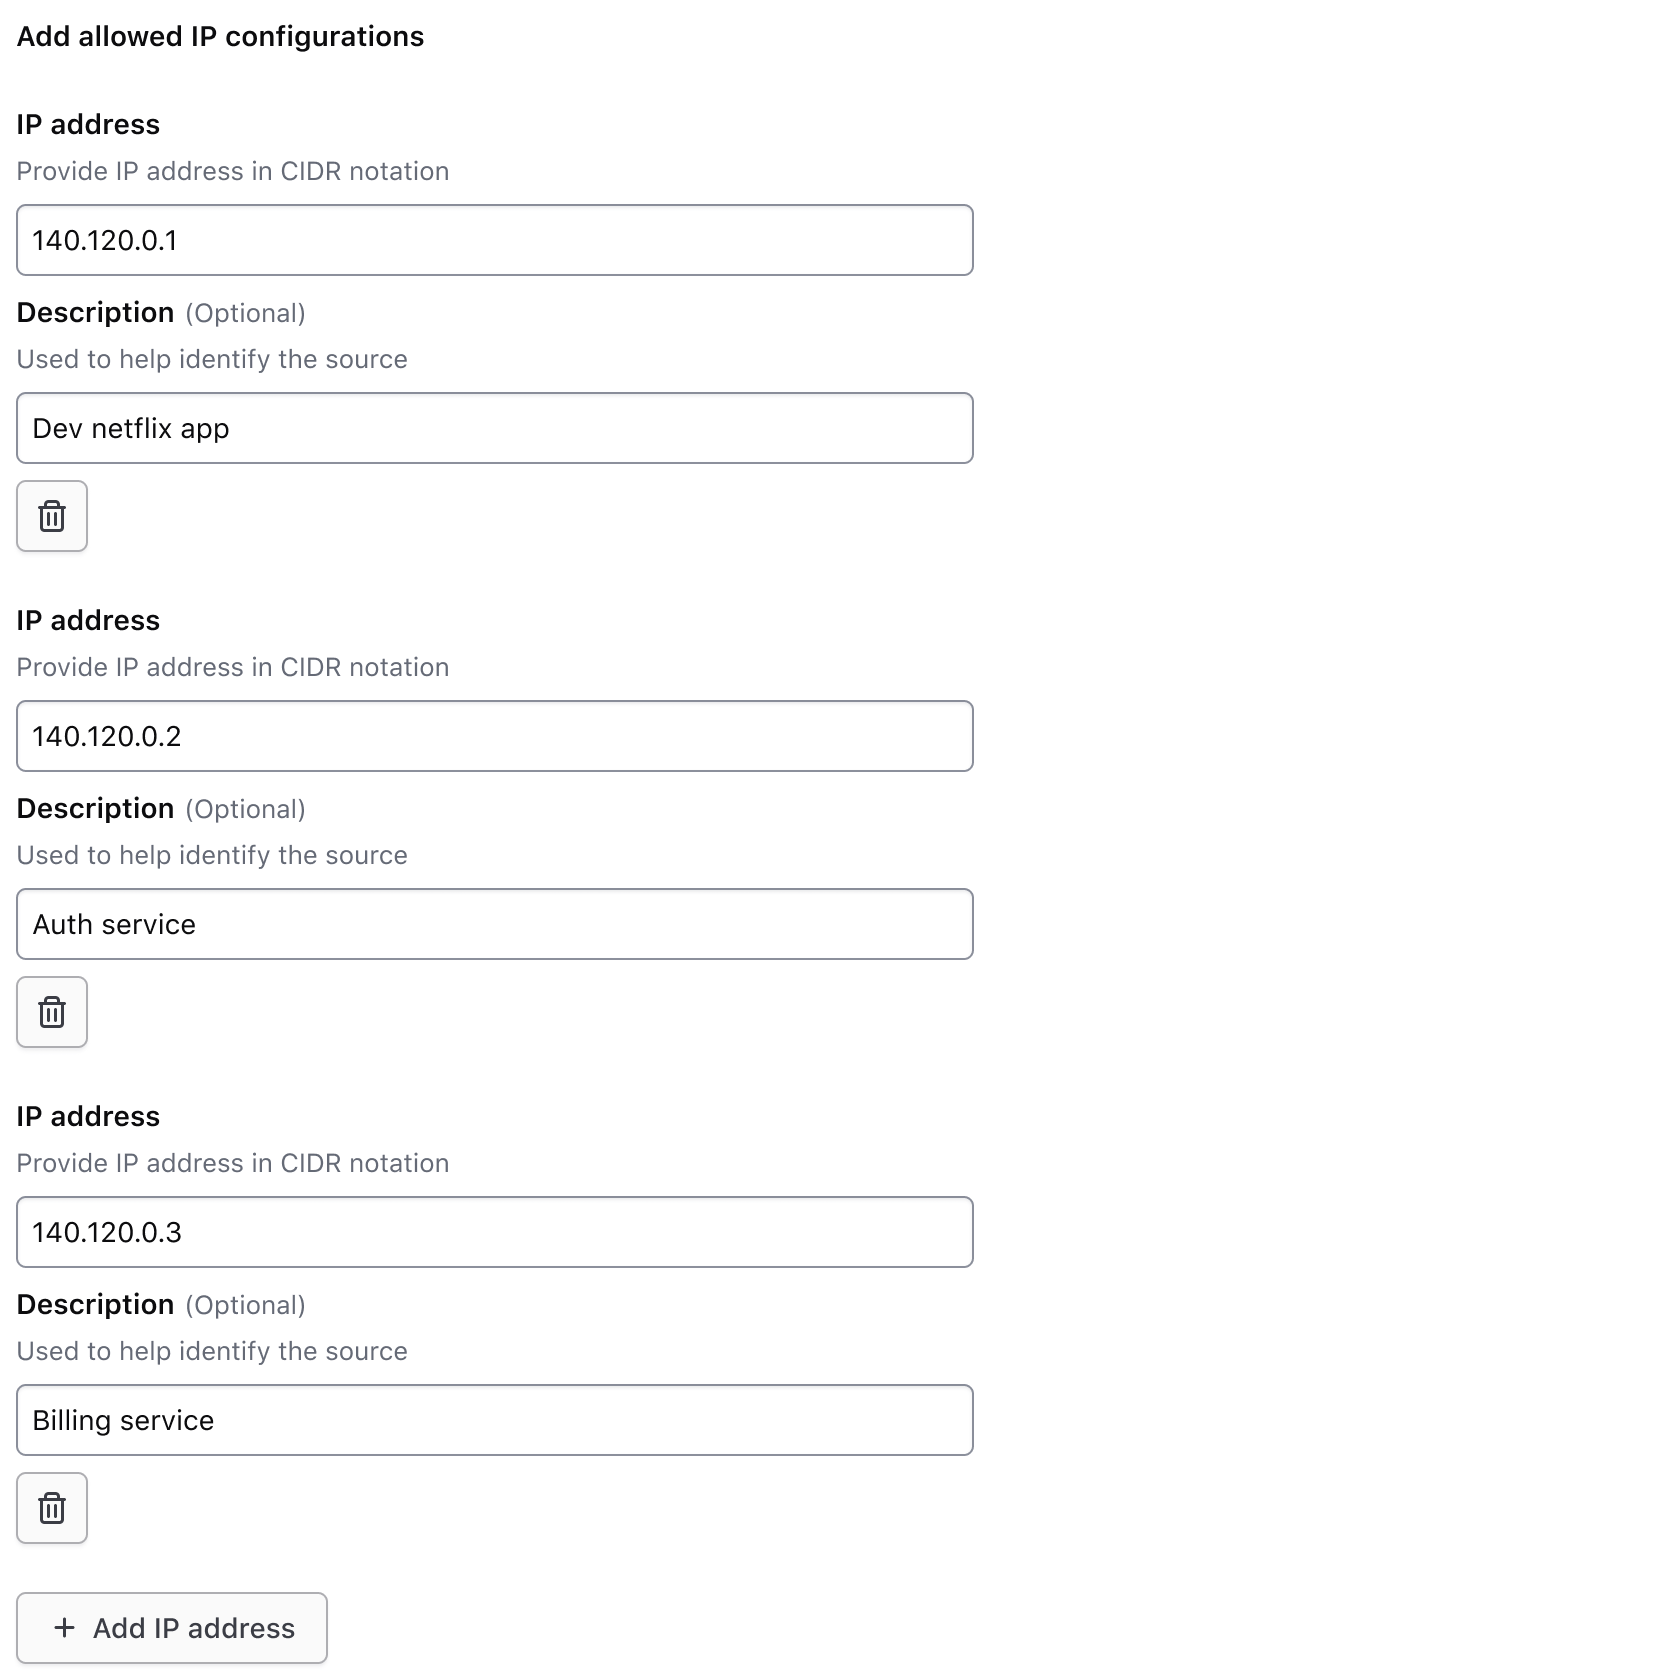 Add allowed IP configurations
IP address
Provide IP address in CIDR notation
140.120.0.1
Description (Optional)
Used to help identify the source
Dev netflix app
IP address
Provide IP address in CIDR notation
140.120.0.2
Description (Optional)
Used to help identify the source
Auth service
IP address
Provide IP address in CIDR notation
140.120.0.3
Description (Optional)
Used to help identify the source
Billing service
+ Add IP address